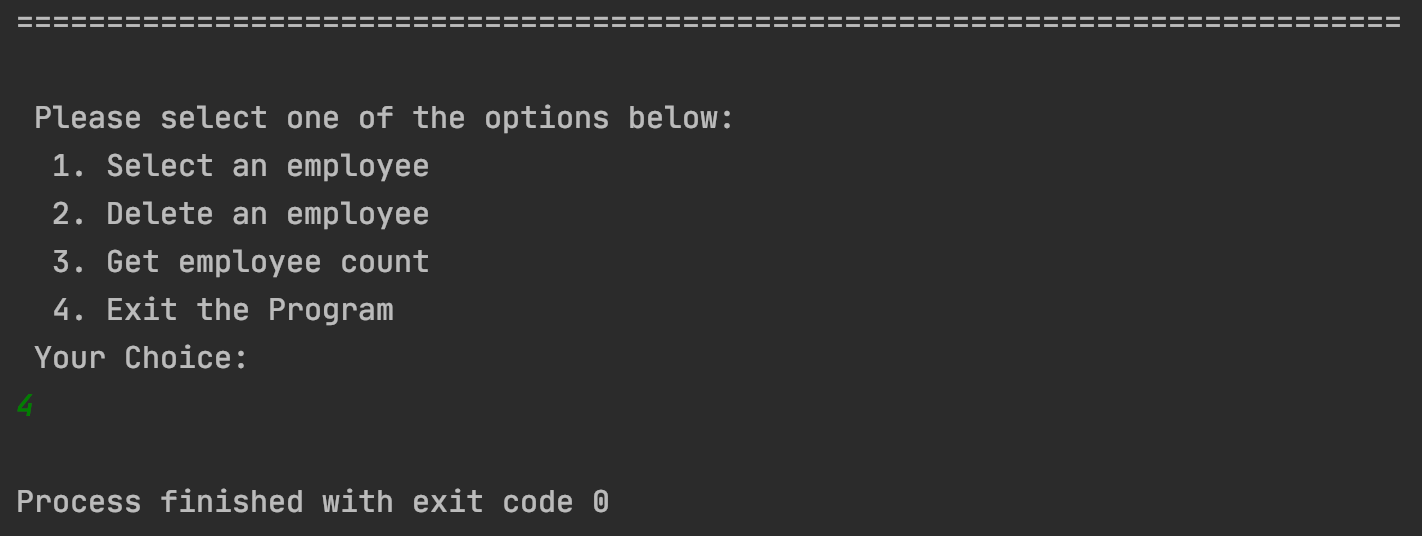 =============================================================================
Please select one of the options below:
1. Select an employee
2. Delete an employee
3. Get employee count
4. Exit the Program
Your Choice:
4
Process finished with exit code 0